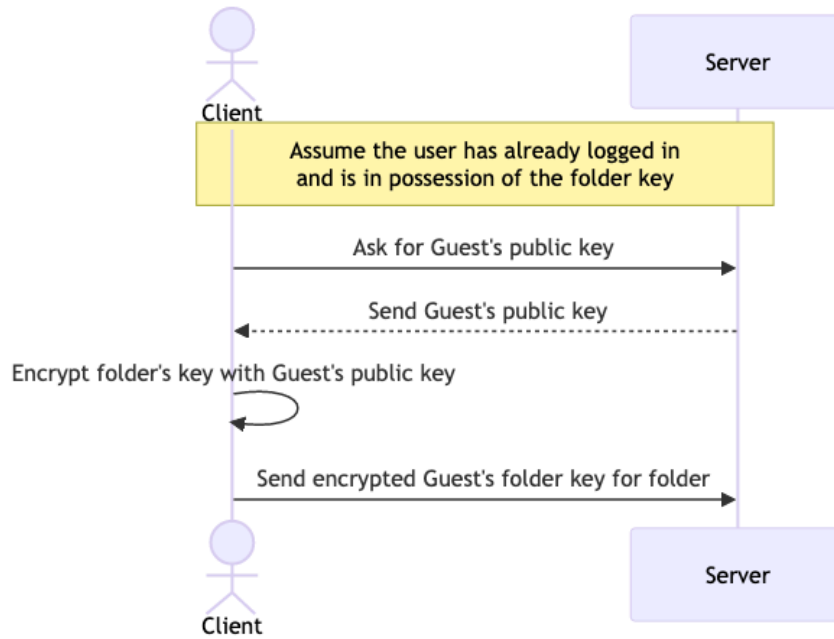 Server
Client
Assume the user has already logged in
and is in possession of the folder key
Ask for Guest's public key
Send Guest's public key
Encrypt folder's key with Guest's public key
Send encrypted Guest's folder key for folder
Server
Client